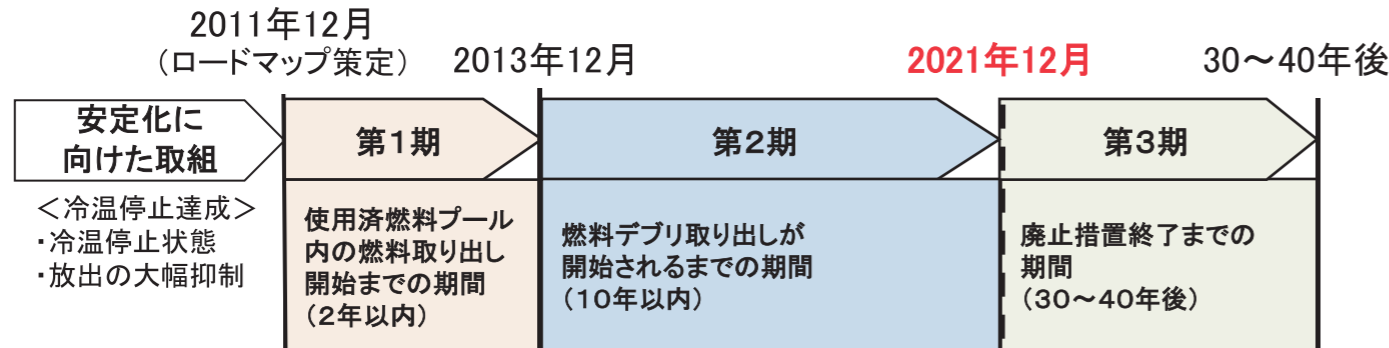 2011年12月
（ロードマップ策定）
2013年12月
2021年12月
30～40年後
安定化に
向けた取組
第１期
第２期
第３期
＜冷温停止達成＞
・冷温停止状態
・放出の大幅抑制
使用済燃料プール
内の燃料取り出し
開始までの期間
（２年以内）
燃料デブリ取り出しが
開始されるまでの期間
（１０年以内）
廃止措置終了までの
期間
（３０～４０年後）